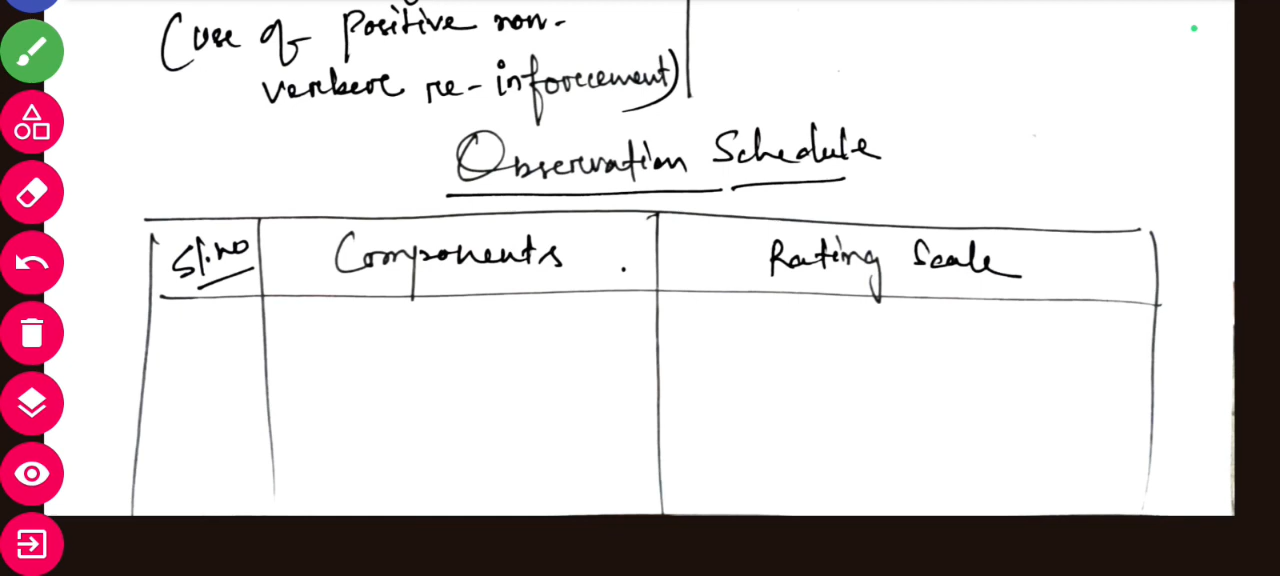 (use of Positive non-
verbal re-inforcement)
Observation Schedule
Sl.no Components . Rating Scale